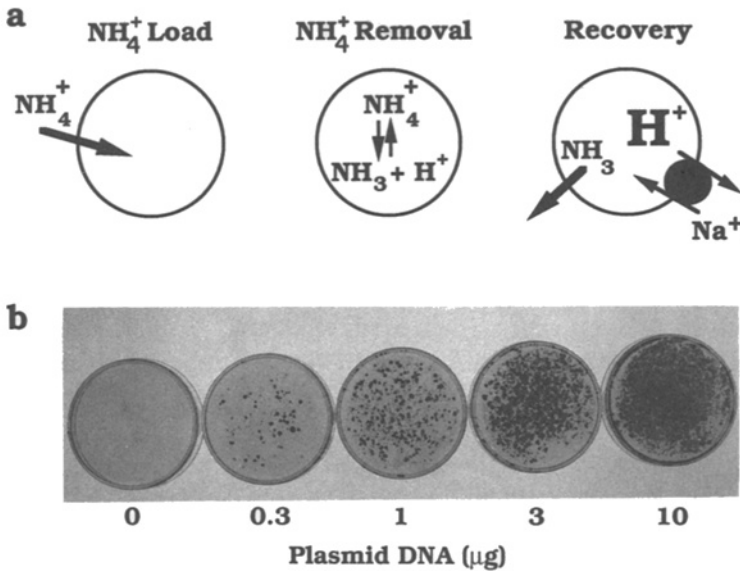 a
NH₄⁺ Load
NH₄⁺ Removal
Recovery
NH₄⁺
NH₄⁺
NH₃ + H⁺
H⁺
NH₃
Na⁺
b
0
0.3
1
3
10
Plasmid DNA (μg)